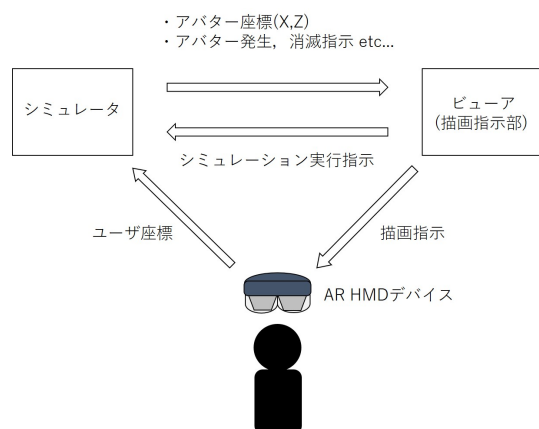 ・アバター座標(X,Z)
・アバター発生，消滅指示 etc...
シミュレータ
ビューア
(描画指示部)
シミュレーション実行指示
ユーザ座標
描画指示
AR HMDデバイス